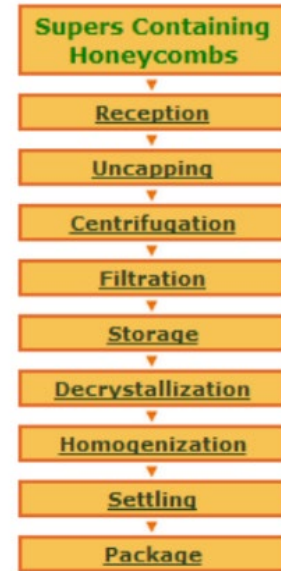 Supers Containing
Honeycombs
Reception
Uncapping
Centrifugation
Filtration
Storage
Decrystallization
Homogenization
Settling
Package